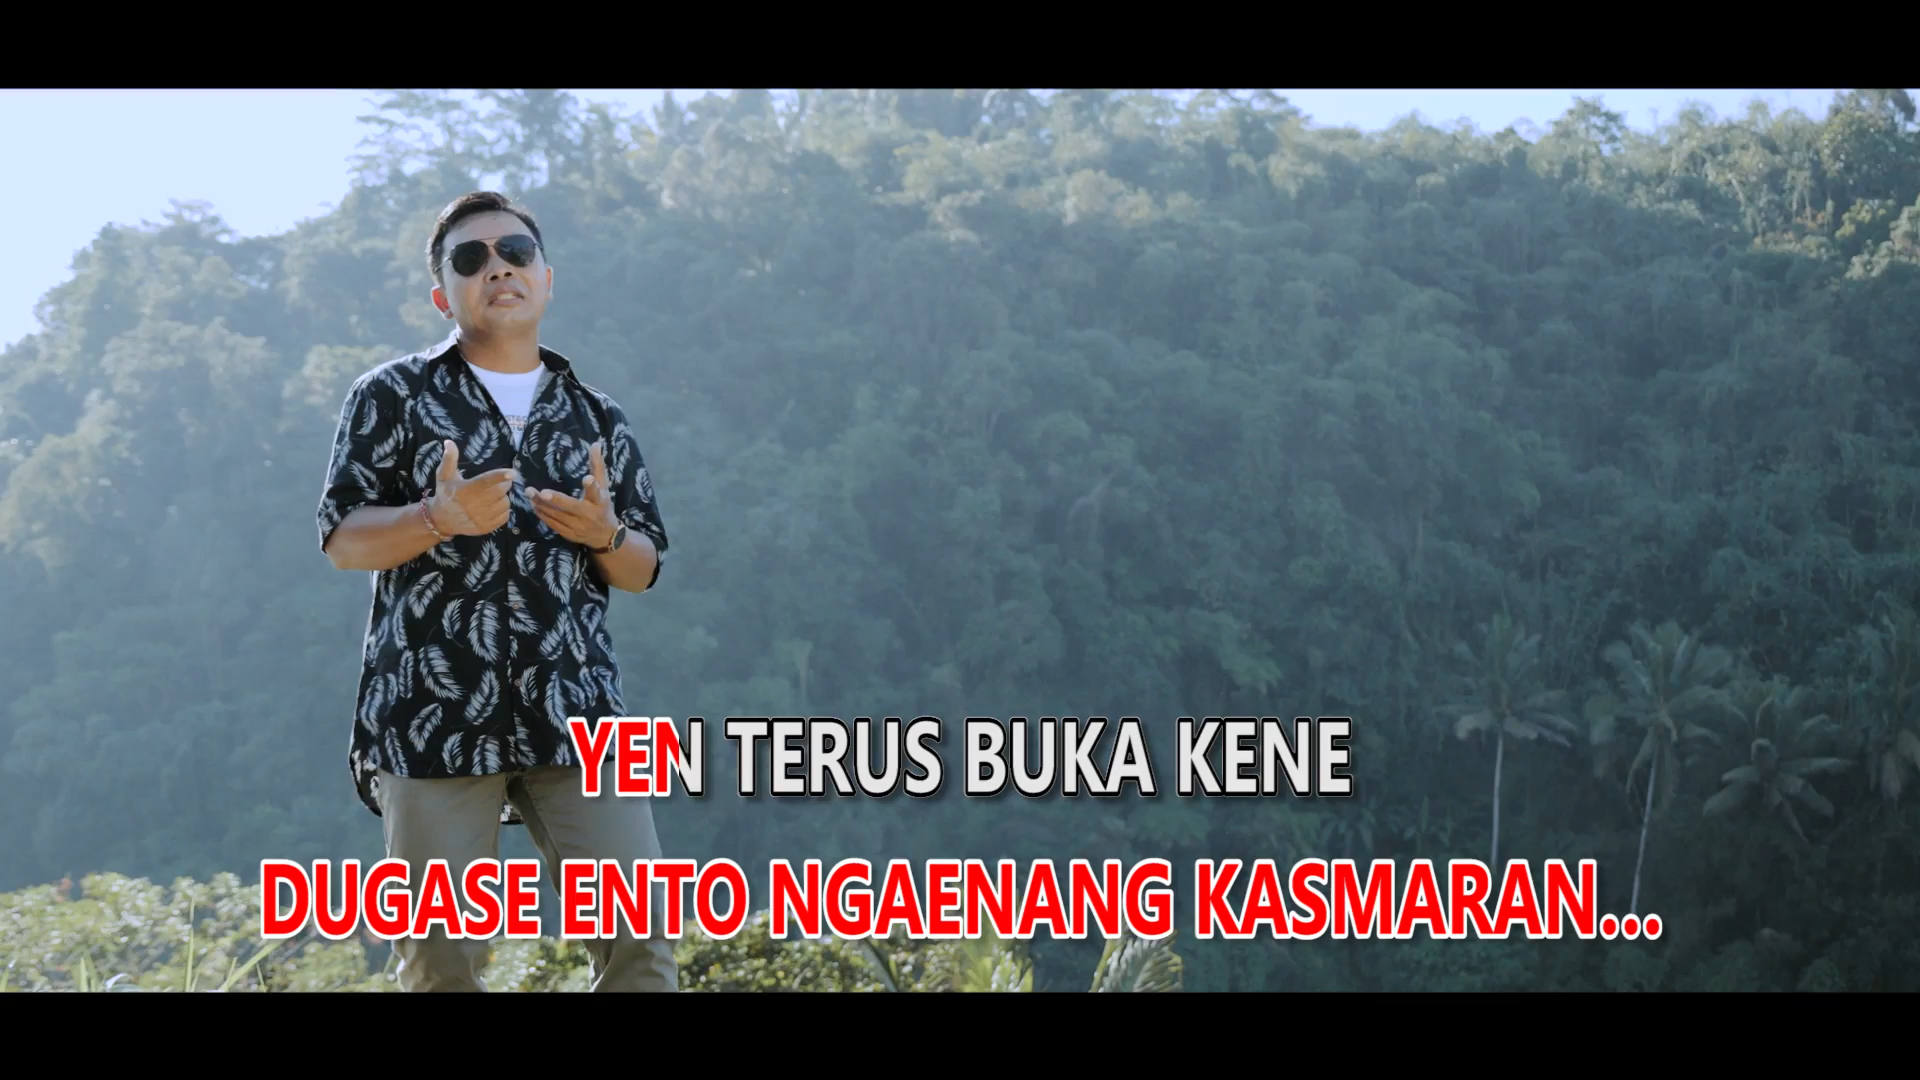 YEN TERUS BUKA KENE
DUGASE ENTO NGAENANG KASMARAN...